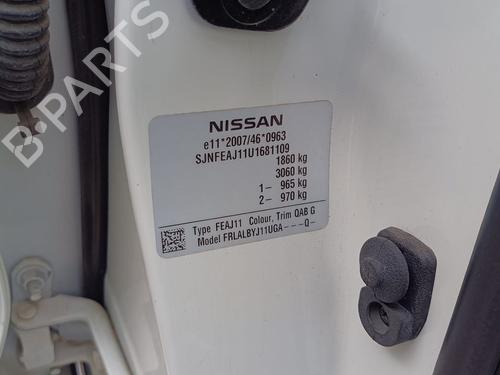 NISSAN
e11*2007/46*0963
SJNFEAJ11U1681109
1860 kg
3060 kg
1- 965 kg
2- 970 kg
Type FEAJ11 Colour, Trim QAB G
Model FRLALBYJ11UGA---Q-
B-PARTS